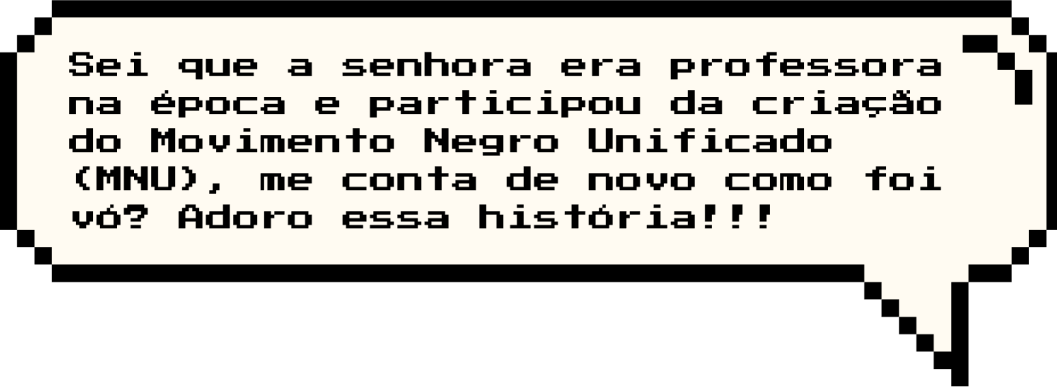 Sei que a senhora era professora
na época e participou da criação
do Movimento Negro Unificado
(MNU), me conta de novo como foi
vó? Adoro essa história!!!